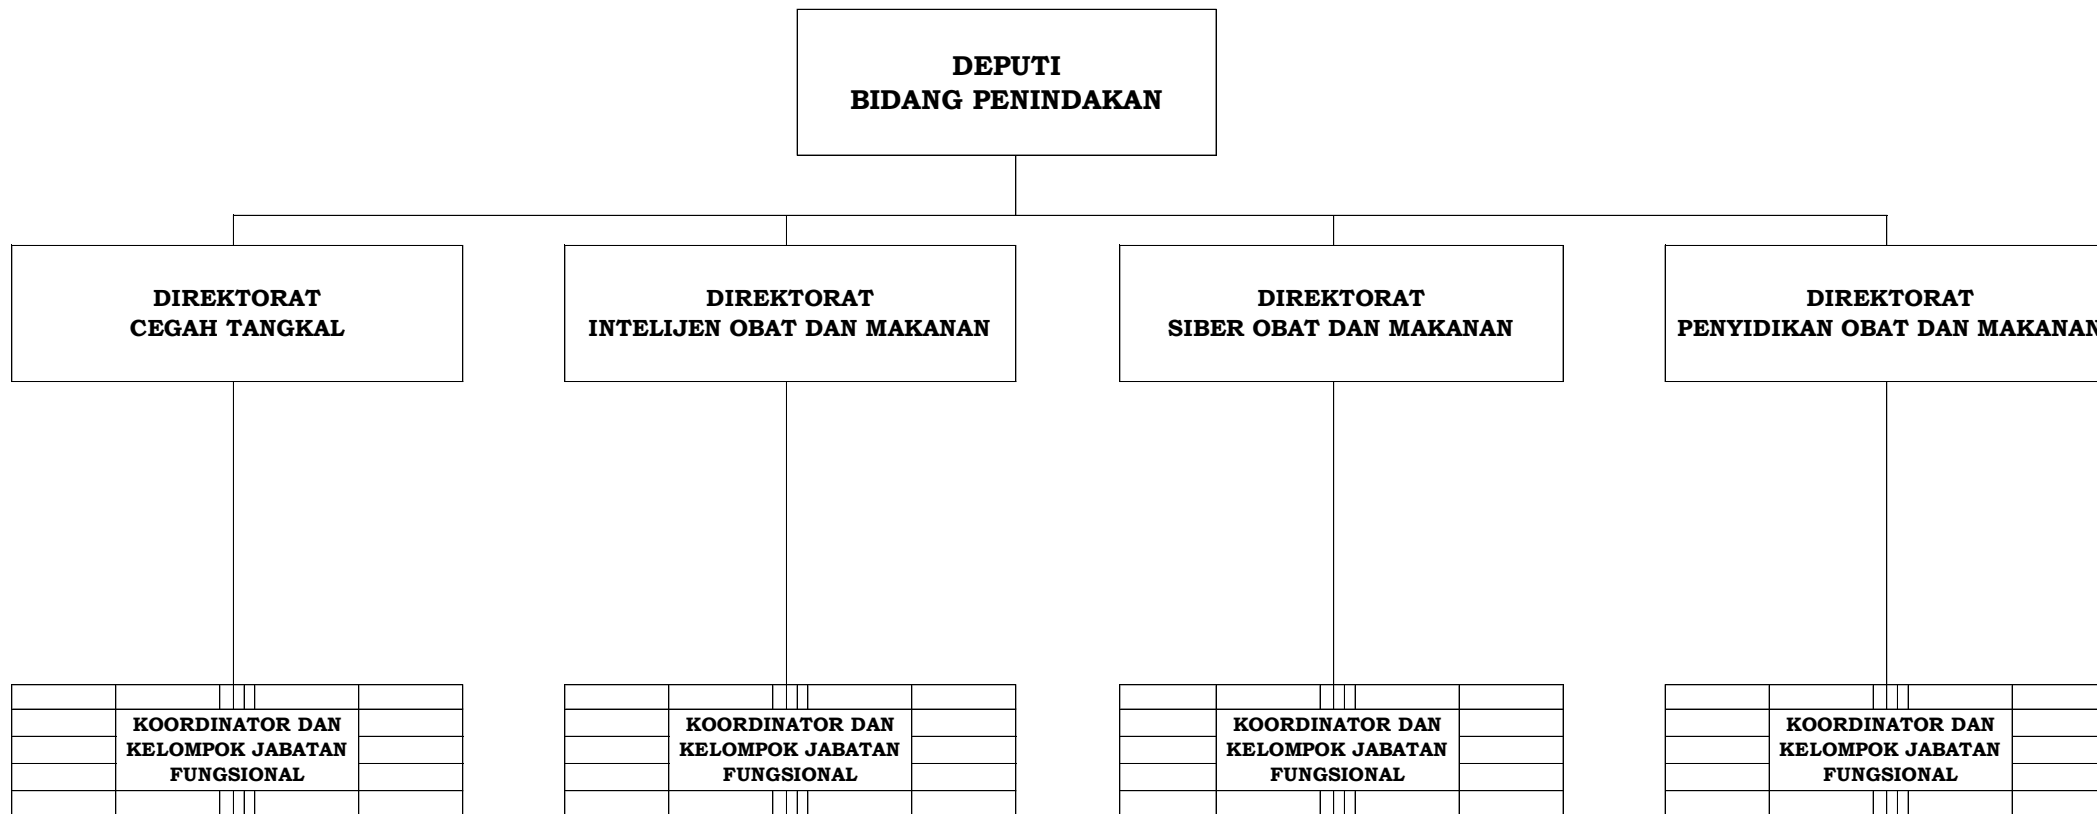 DEPUTI
BIDANG PENINDAKAN
DIREKTORAT
CEGAH TANGKAL
DIREKTORAT
INTELIJEN OBAT DAN MAKANAN
DIREKTORAT
SIBER OBAT DAN MAKANAN
DIREKTORAT
PENYIDIKAN OBAT DAN MAKANAN
KOORDINATOR DAN
KELOMPOK JABATAN
FUNGSIONAL
KOORDINATOR DAN
KELOMPOK JABATAN
FUNGSIONAL
KOORDINATOR DAN
KELOMPOK JABATAN
FUNGSIONAL
KOORDINATOR DAN
KELOMPOK JABATAN
FUNGSIONAL